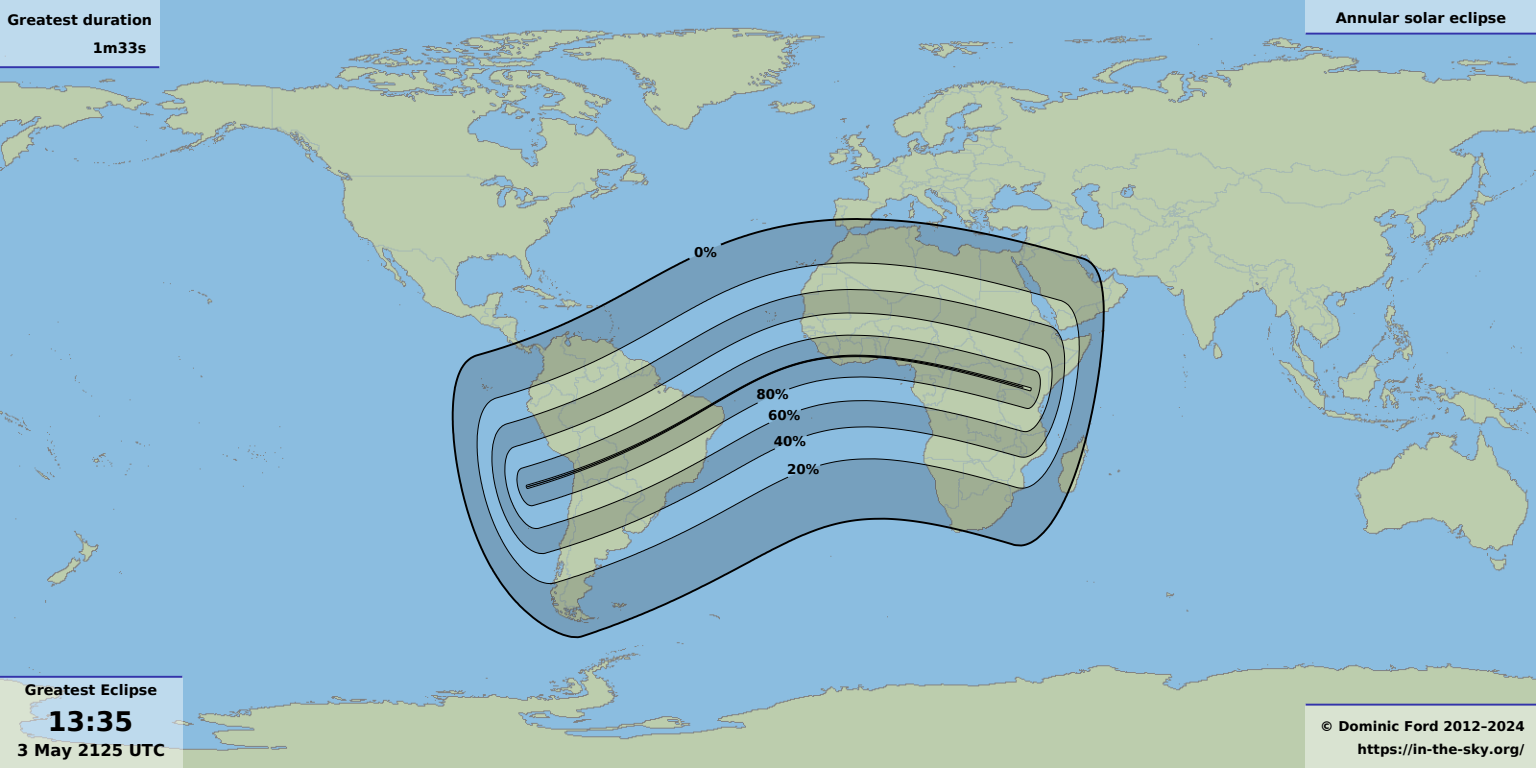 Greatest duration
1m33s
Annular solar eclipse
0%
80%
60%
40%
20%
Greatest Eclipse
13:35
3 May 2125 UTC
© Dominic Ford 2012–2024
https://in-the-sky.org/